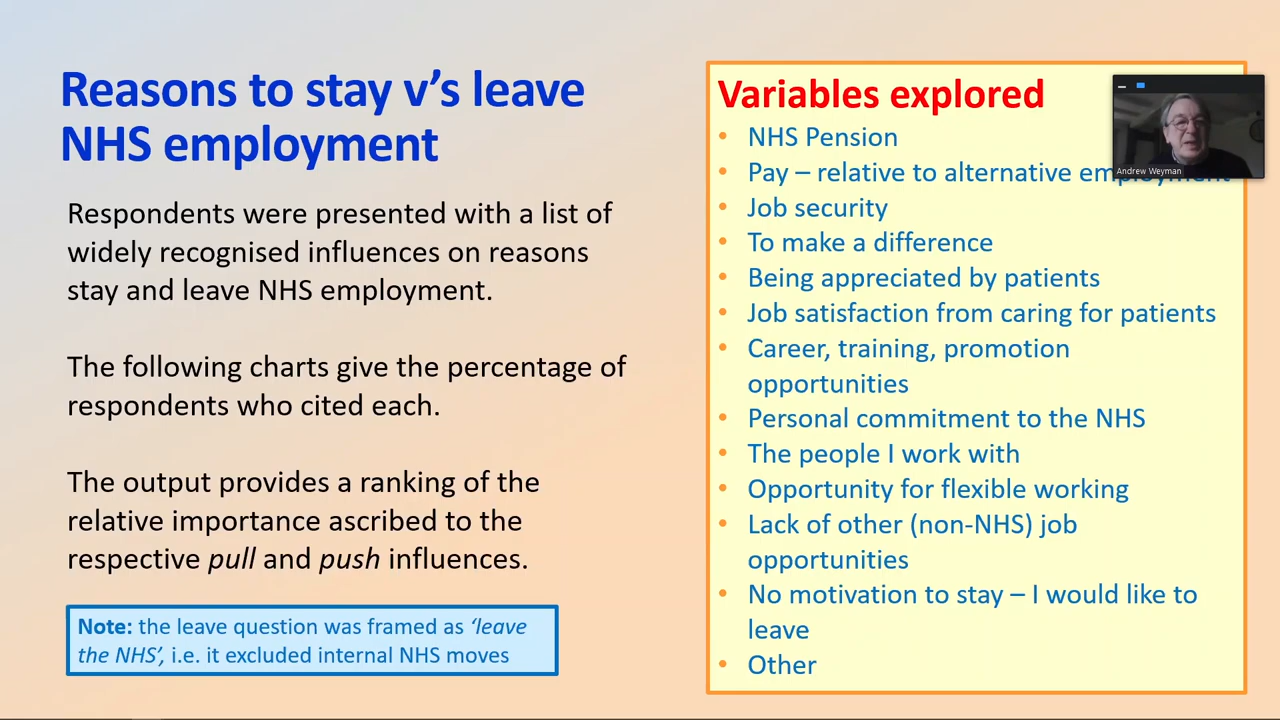 Reasons to stay v's leave
NHS employment
Respondents were presented with a list of
widely recognised influences on reasons
stay and leave NHS employment.
The following charts give the percentage of
respondents who cited each.
The output provides a ranking of the
relative importance ascribed to the
respective pull and push influences.
Note: the leave question was framed as ‘leave
the NHS’, i.e. it excluded internal NHS moves
Variables explored
• NHS Pension
• Pay – relative to alternative employment
• Job security
• To make a difference
• Being appreciated by patients
• Job satisfaction from caring for patients
• Career, training, promotion
opportunities
• Personal commitment to the NHS
• The people I work with
• Opportunity for flexible working
• Lack of other (non-NHS) job
opportunities
• No motivation to stay – I would like to
leave
• Other
Andrew Weyman